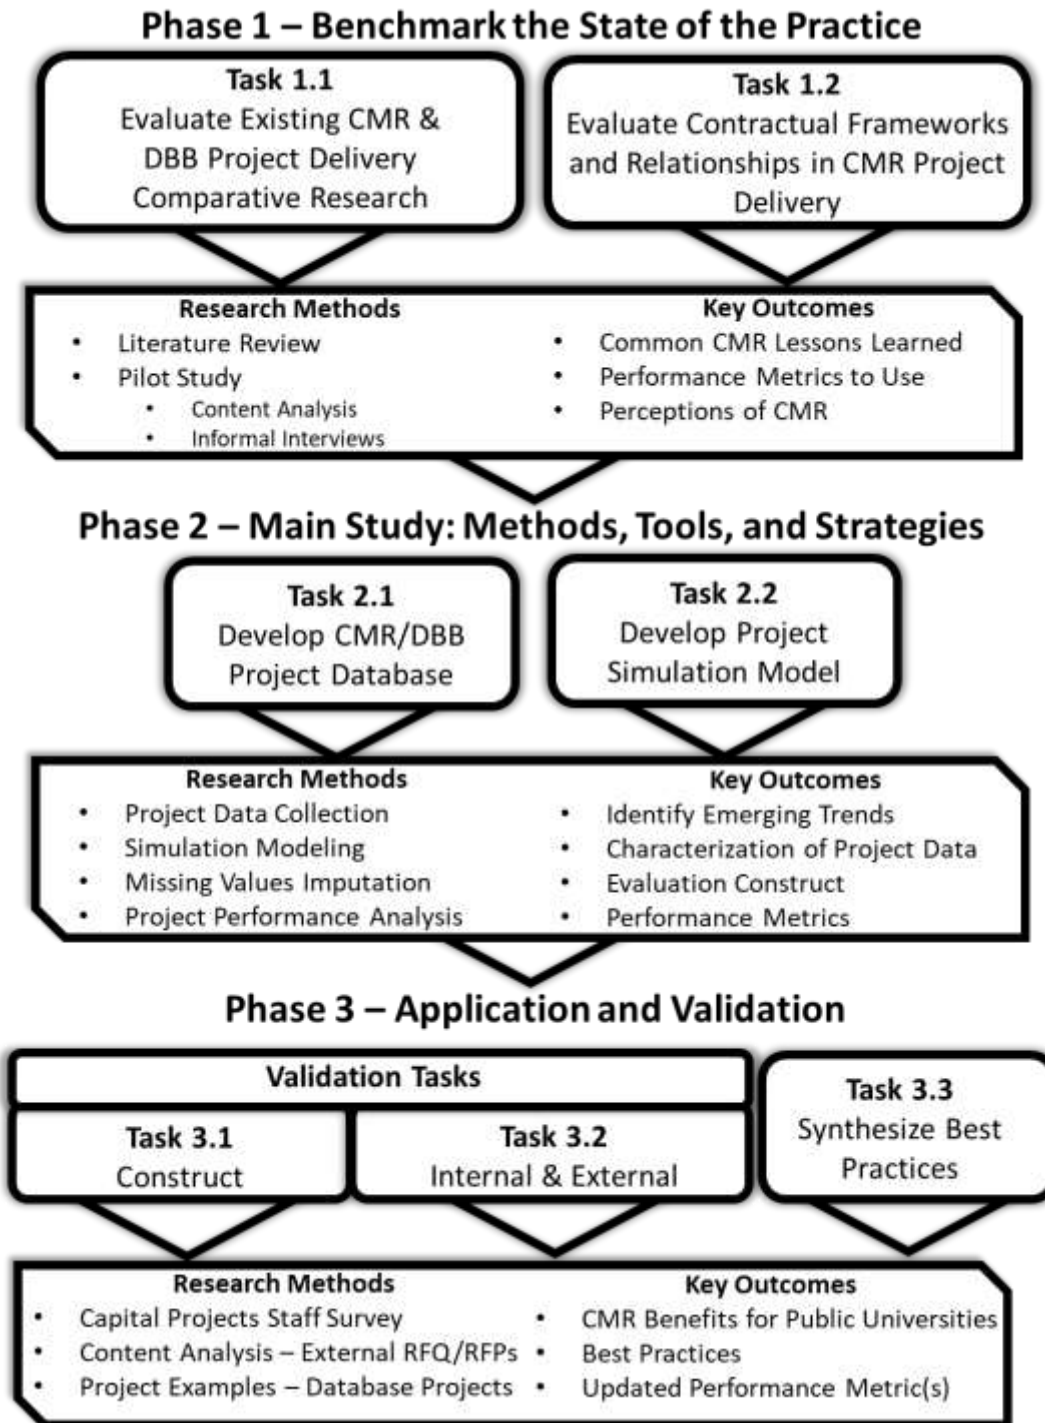 Phase 1 – Benchmark the State of the Practice
Task 1.1
Evaluate Existing CMR &
DBB Project Delivery
Comparative Research
Task 1.2
Evaluate Contractual Frameworks
and Relationships in CMR Project
Delivery
Research Methods
• Literature Review
• Pilot Study
• Content Analysis
• Informal Interviews
Key Outcomes
• Common CMR Lessons Learned
• Performance Metrics to Use
• Perceptions of CMR
Phase 2 – Main Study: Methods, Tools, and Strategies
Task 2.1
Develop CMR/DBB
Project Database
Task 2.2
Develop Project
Simulation Model
Research Methods
• Project Data Collection
• Simulation Modeling
• Missing Values Imputation
• Project Performance Analysis
Key Outcomes
• Identify Emerging Trends
• Characterization of Project Data
• Evaluation Construct
• Performance Metrics
Phase 3 – Application and Validation
Validation Tasks
Task 3.1
Construct
Task 3.2
Internal & External
Task 3.3
Synthesize Best
Practices
Research Methods
• Capital Projects Staff Survey
• Content Analysis – External RFQ/RFPs
• Project Examples – Database Projects
Key Outcomes
• CMR Benefits for Public Universities
• Best Practices
• Updated Performance Metric(s)